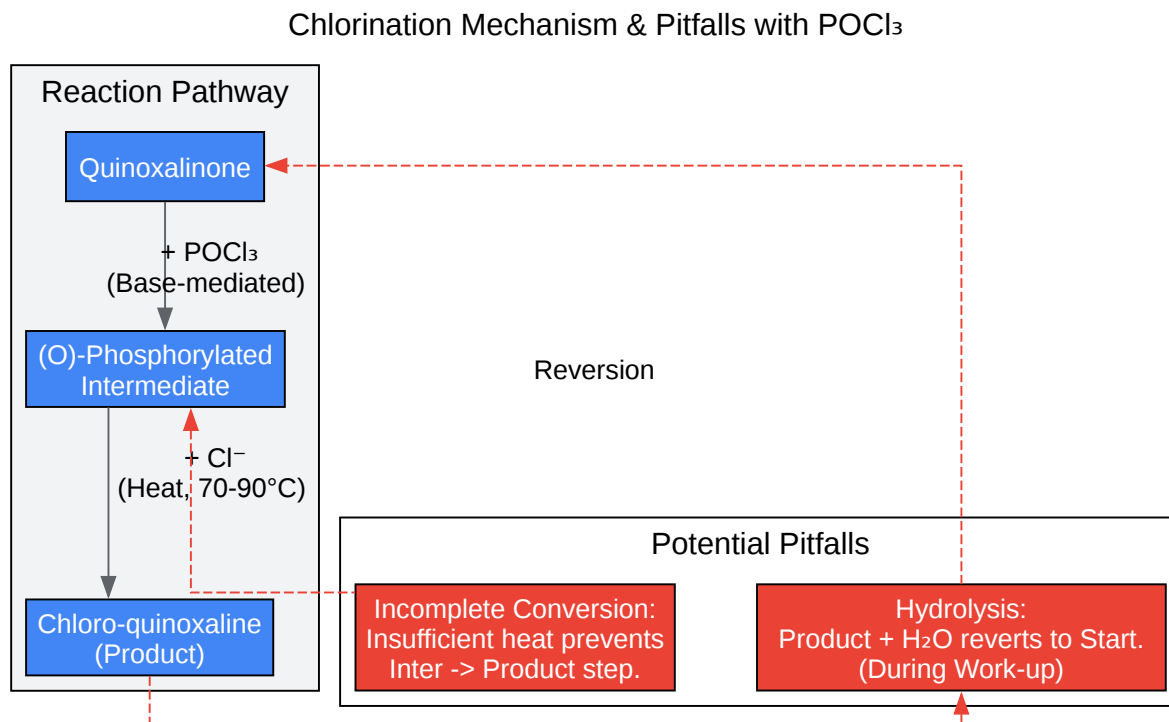 Chlorination Mechanism & Pitfalls with POCl₃
Reaction Pathway
Quinoxalinone
+ POCl₃
(Base-mediated)
(O)-Phosphorylated
Intermediate
Reversion
+ Cl⁻
(Heat, 70-90°C)
Potential Pitfalls
Chloro-quinoxaline
(Product)
Incomplete Conversion:
Insufficient heat prevents
Inter -> Product step.
Hydrolysis:
Product + H₂O reverts to Start.
(During Work-up)